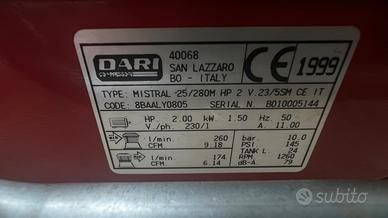 DARI
40068
SAN LAZZARO
BO - ITALY
CE 1999
TYPE: MISTRAL 25/280M HP 2 V.23/5SM CE IT
CODE: 8BAALY0805 SERIAL N. B010005144
HP. 2.00 kW. 1.50 Hz. 50
V./ph. 230/1 A. 11.00
l/min. 260
CFM 9.18
l/min. 174
CFM 6.14
bar 10.0
PSI 145
TANK L. 24
RPM. 1260
dB-A 79
subito